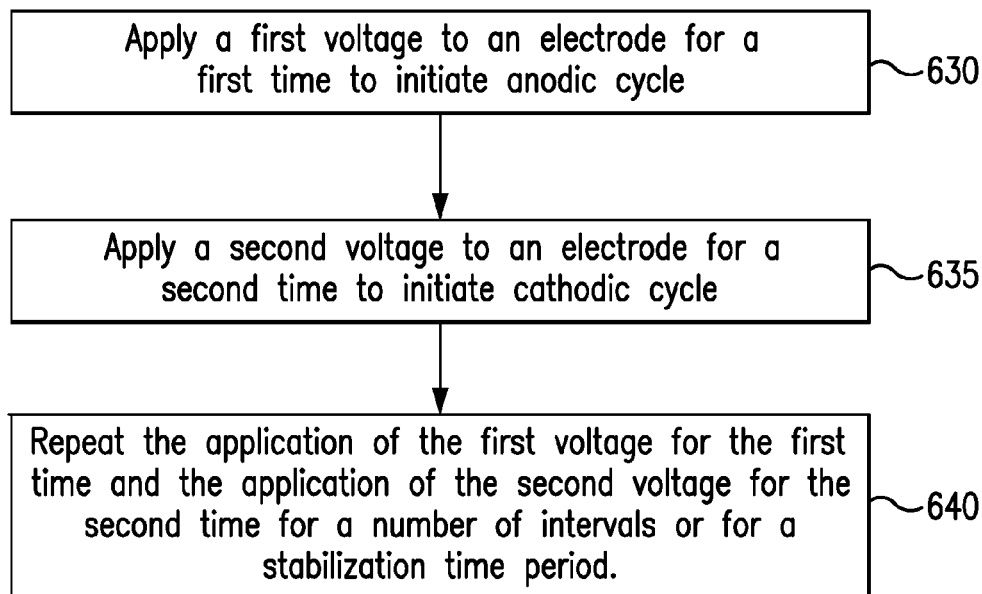 Apply a first voltage to an electrode for a
first time to initiate anodic cycle
630
Apply a second voltage to an electrode for a
second time to initiate cathodic cycle
635
Repeat the application of the first voltage for the first
time and the application of the second voltage for the
second time for a number of intervals or for a
stabilization time period.
640